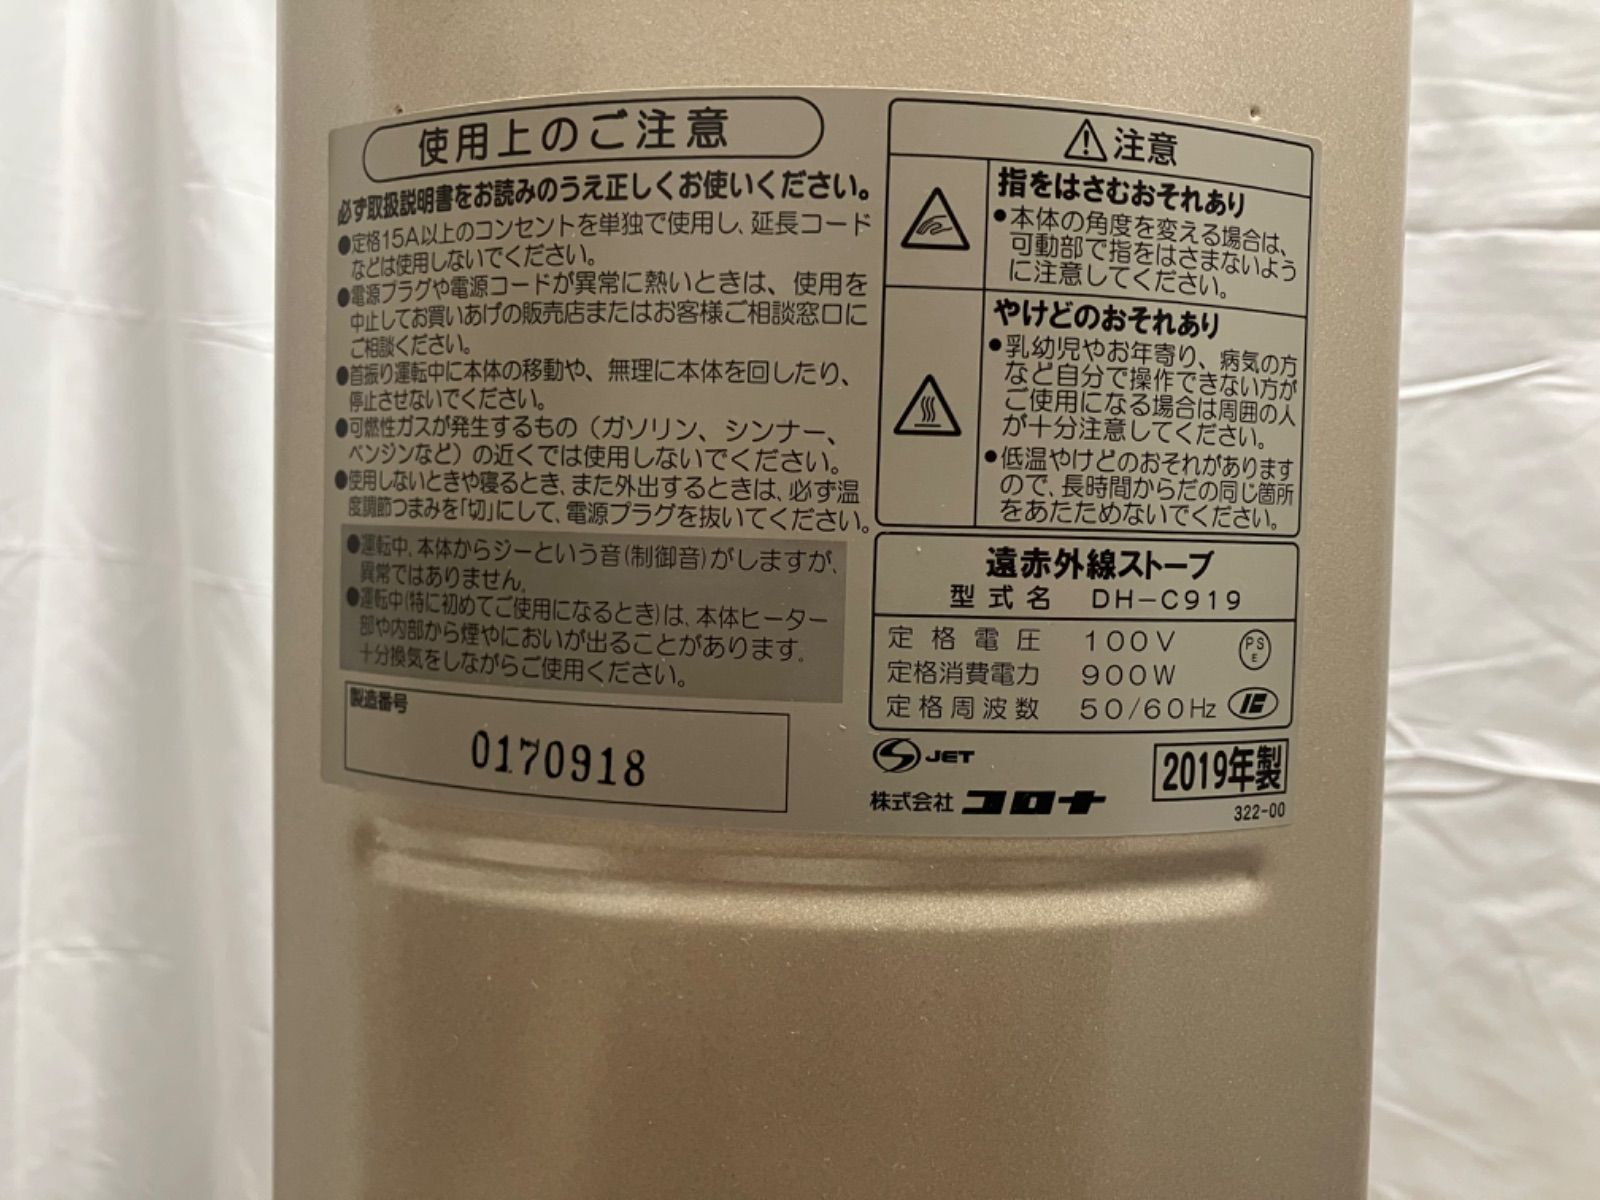 使用上のご注意
必ず取扱説明書をお読みのうえ正しくお使いください。
●定格15A以上のコンセントを単独で使用し、延長コード
などは使用しないでください。
●電源プラグや電源コードが異常に熱いときは、使用を
中止してお買いあげの販売店またはお客様ご相談窓口に
ご相談ください。
●首振り運転中に本体の移動や、無理に本体を回したり、
停止させないでください。
●可燃性ガスが発生するもの（ガソリン、シンナー、
ベンジンなど）の近くでは使用しないでください。
●使用しないときや寝るとき、また外出するときは、必ず温
度調節つまみを「切」にして、電源プラグを抜いてください。
●運転中、本体からジーという音(制御音)がしますが、
異常ではありません。
●運転中(特に初めてご使用になるとき)は、本体ヒーター
部や内部から煙やにおいが出ることがあります。
十分換気をしながらご使用ください。
製造番号
0170918
⚠注意
指をはさむおそれあり
●本体の角度を変える場合は、
可動部で指をはさまないよう
に注意してください。
やけどのおそれあり
●乳幼児やお年寄り、病気の方
など自分で操作できない方が
ご使用になる場合は周囲の人
が十分注意してください。
●低温やけどのおそれがあります
ので、長時間からだの同じ箇所
をあたためないでください。
遠赤外線ストーブ
型式名 DH-C919
定格電圧 100V
定格消費電力 900W
定格周波数 50/60Hz
PS
E
JET
2019年製
株式会社 コロナ
322-00